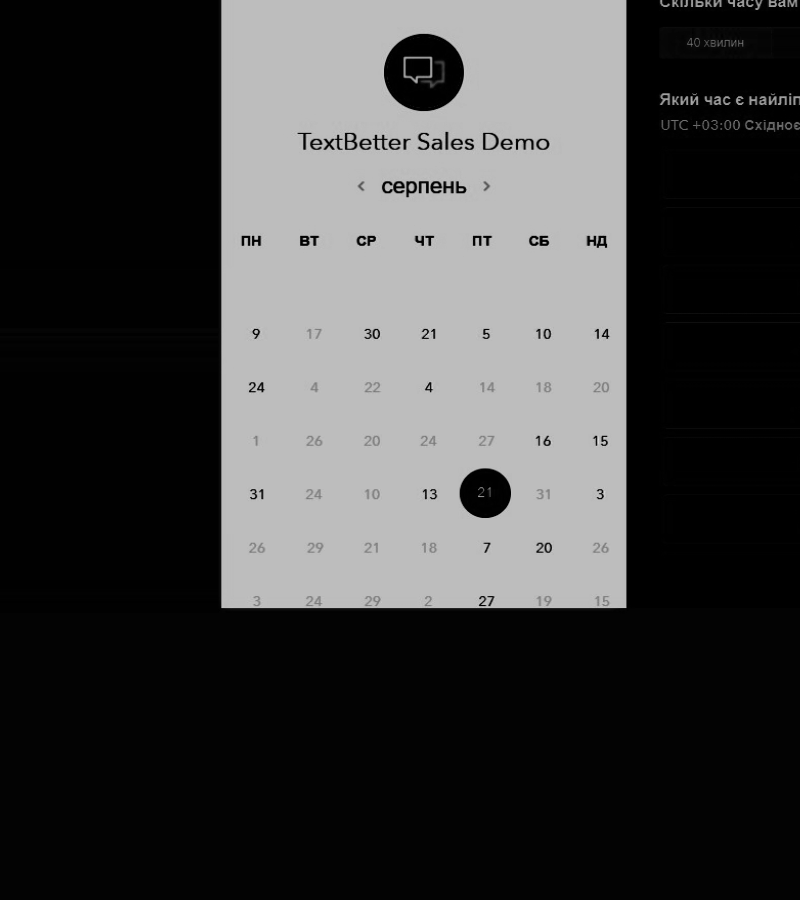 Скільки часу вам
40 хвилин
Який час є найліп
UTC +03:00 Східноє
TextBetter Sales Demo
серпень
ПН ВТ СР ЧТ ПТ СБ НД
9 17 30 21 5 10 14
24 4 22 4 14 18 20
1 26 20 24 27 16 15
31 24 10 13 21 31 3
26 29 21 18 7 20 26
3 24 29 2 27 19 15